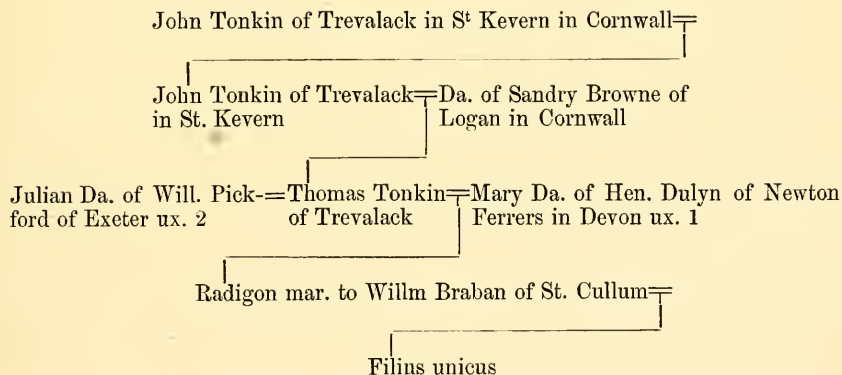 John Tonkin of Trevalack in Sᵗ Kevern in Cornwall
John Tonkin of Trevalack=Da. of Sandry Browne of
in St. Kevern Logan in Cornwall
Julian Da. of Will. Pick-=Thomas Tonkin=Mary Da. of Hen. Dulyn of Newton
ford of Exeter ux. 2 of Trevalack Ferrers in Devon ux. 1
Radigon mar. to Willm Braban of St. Cullum=
Filius unicus